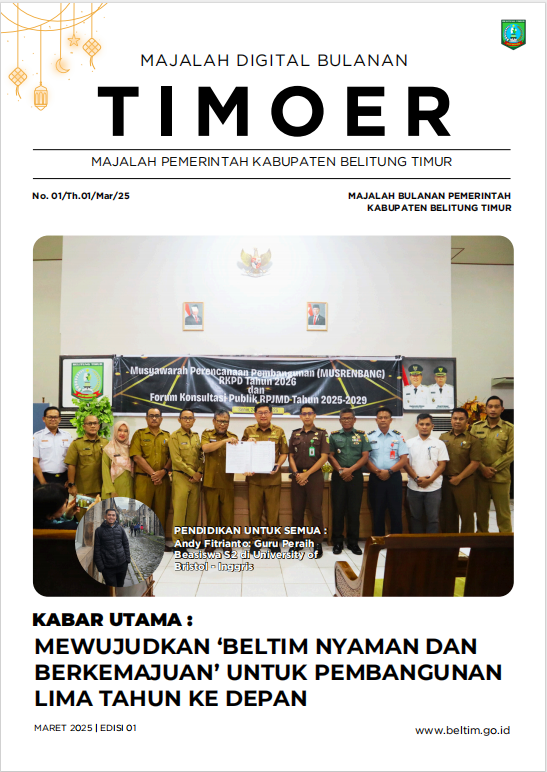 MAJALAH DIGITAL BULANAN
TIMOER
MAJALAH PEMERINTAH KABUPATEN BELITUNG TIMUR
No. 01/Th.01/Mar/25
MAJALAH BULANAN PEMERINTAH
KABUPATEN BELITUNG TIMUR
Musyawarah Perencanaan Pembangunan (MUSRENBANG)
RKPD Tahun 2026
dan
Forum Konsultasi Publik RPJMD Tahun 2025-2029
PENDIDIKAN UNTUK SEMUA :
Andy Fitrianto: Guru Peraih
Beasiswa S2 di University of
Bristol - Inggris
KABAR UTAMA :
MEWUJUDKAN ‘BELTIM NYAMAN DAN
BERKEMAJUAN’ UNTUK PEMBANGUNAN
LIMA TAHUN KE DEPAN
MARET 2025 | EDISI 01
www.beltim.go.id